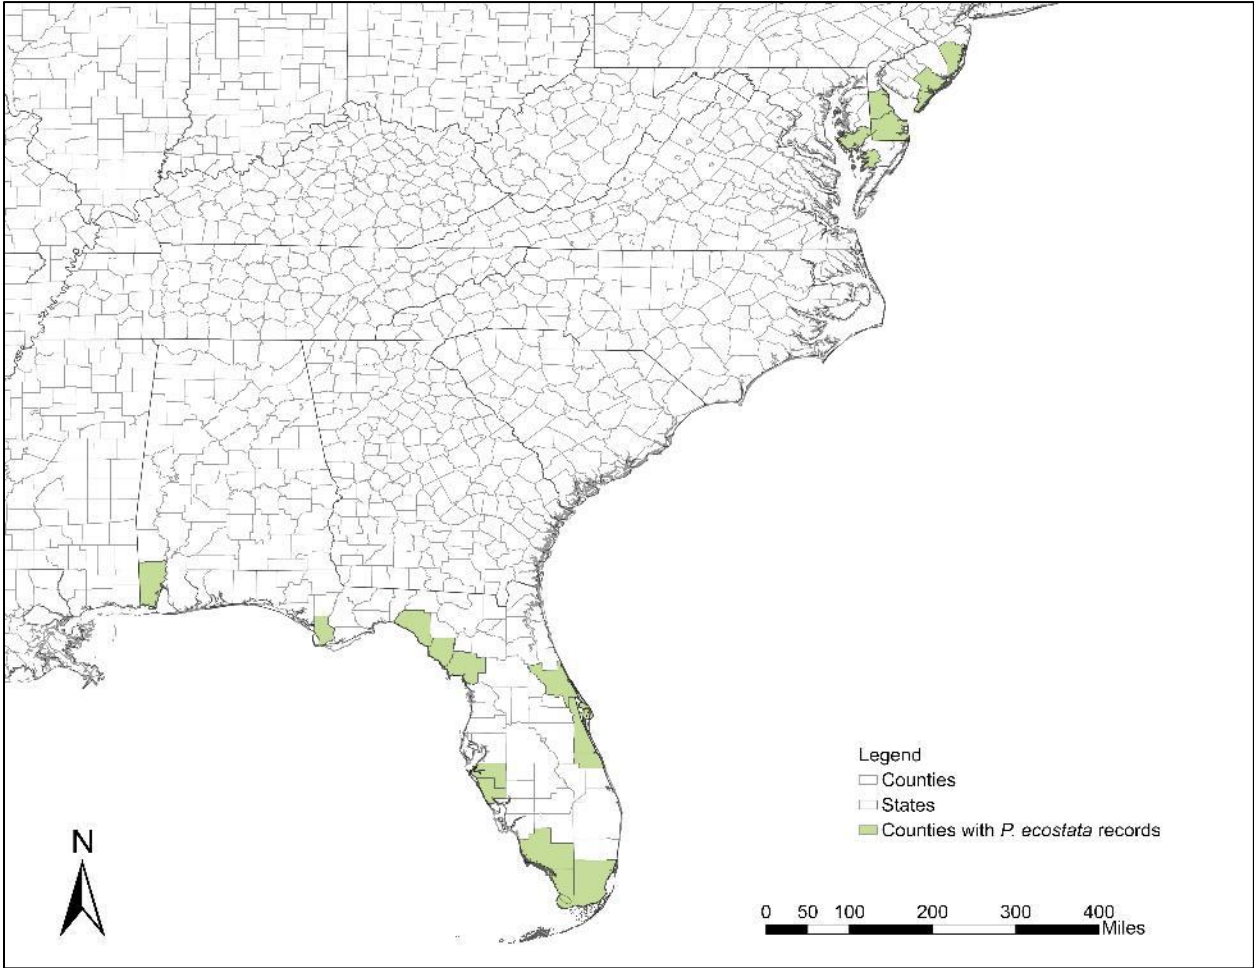 Legend
Counties
States
Counties with P. ecostata records
N
0 50 100 200 300 400
Miles